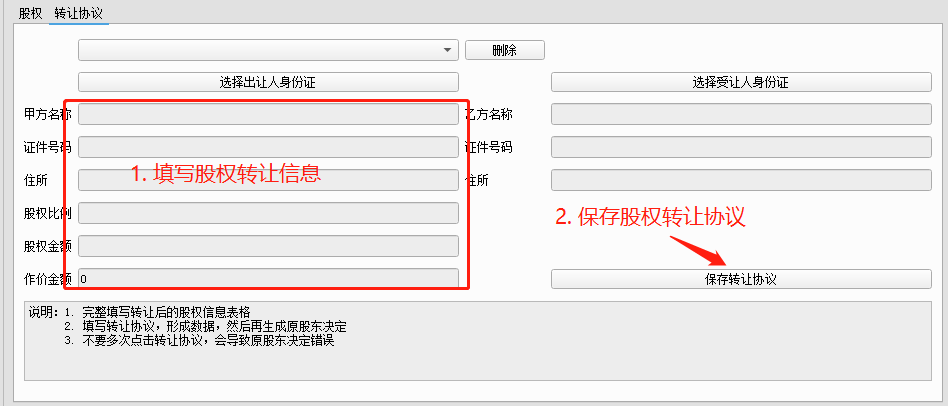 股权 转让协议
删除
选择出让人身份证 选择受让人身份证
甲方名称 乙方名称
证件号码 证件号码
1. 填写股权转让信息
住所 住所
股权比例
2. 保存股权转让协议
股权金额
作价金额 0 保存转让协议
说明：1. 完整填写转让后的股权信息表格
2. 填写转让协议，形成数据，然后再生成原股东决定
3. 不要多次点击转让协议，会导致原股东决定错误